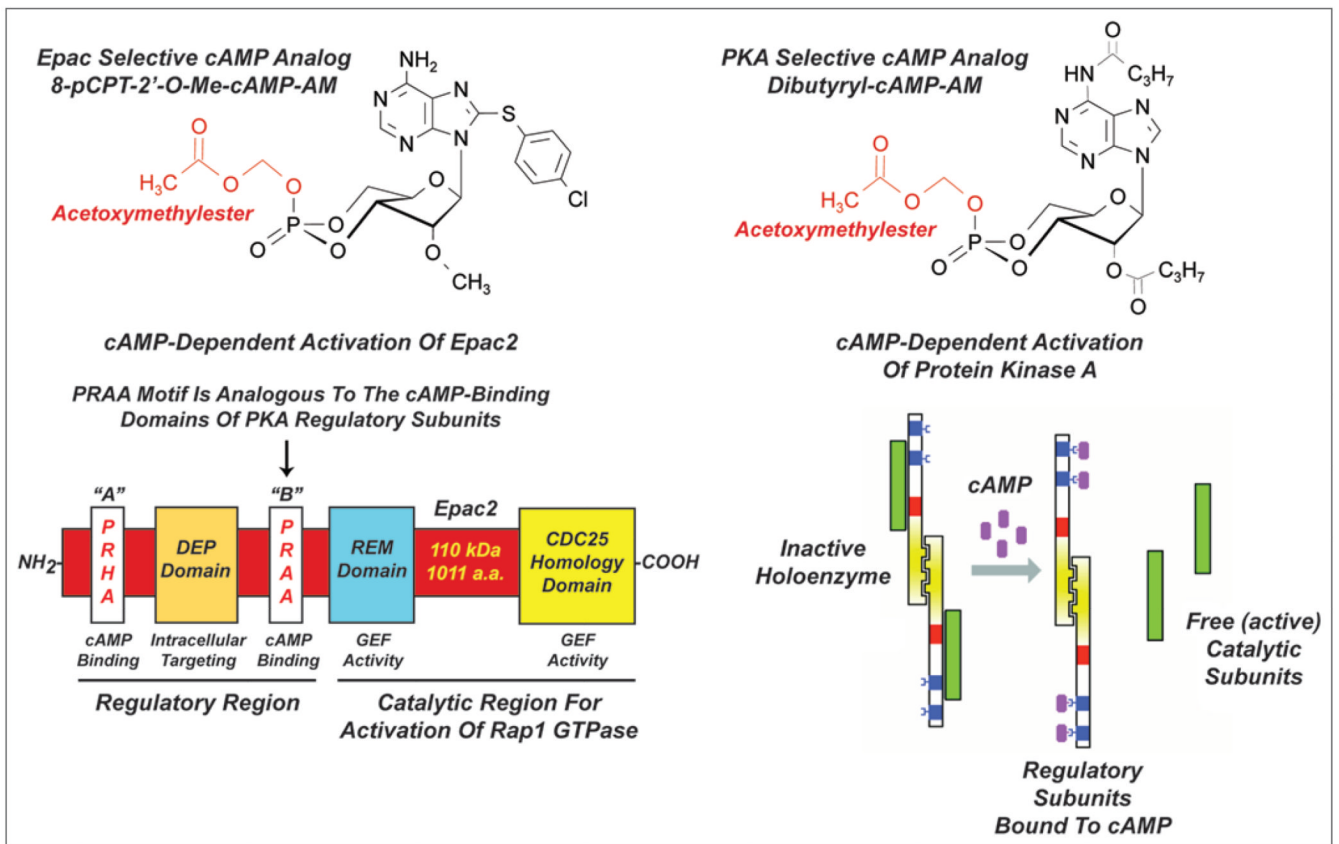 Epac Selective cAMP Analog
8-pCPT-2’-O-Me-cAMP-AM
NH2
N
N
N
N
S
Cl
O
H3C
O
O
Acetoxymethylester
O
P
O
O
O
O
CH3
cAMP-Dependent Activation Of Epac2
PRAA Motif Is Analogous To The cAMP-Binding
Domains Of PKA Regulatory Subunits
“A”
“B”
Epac2
NH2
P
R
H
A
DEP
Domain
P
R
A
A
REM
Domain
110 kDa
1011 a.a.
CDC25
Homology
Domain
COOH
cAMP
Binding
Intracellular
Targeting
cAMP
Binding
GEF
Activity
GEF
Activity
Regulatory Region
Catalytic Region For
Activation Of Rap1 GTPase
PKA Selective cAMP Analog
Dibutyryl-cAMP-AM
O
HN
C3H7
N
N
N
N
O
H3C
O
O
Acetoxymethylester
O
P
O
O
O
O
C3H7
O
cAMP-Dependent Activation
Of Protein Kinase A
cAMP
Inactive
Holoenzyme
Free (active)
Catalytic
Subunits
Regulatory
Subunits
Bound To cAMP